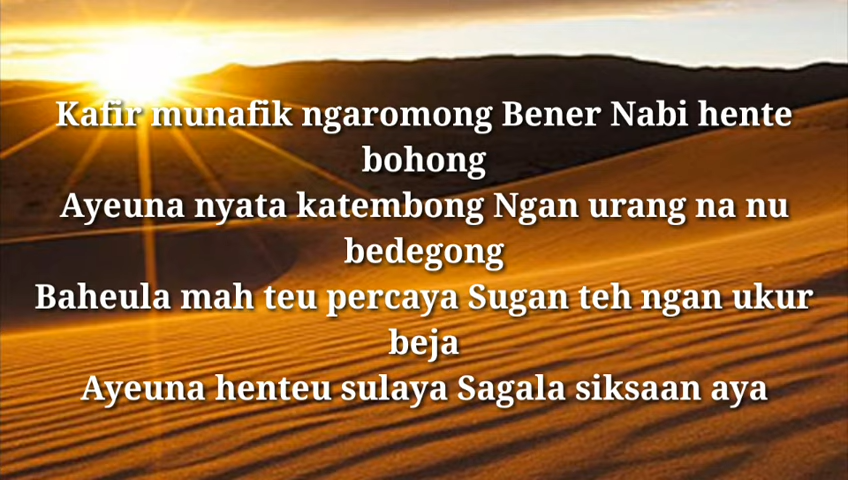 Kafir munafik ngaromong Bener Nabi hente
bohong
Ayeuna nyata katembong Ngan urang na nu
bedegong
Baheula mah teu percaya Sugan teh ngan ukur
beja
Ayeuna henteu sulaya Sagala siksaan aya